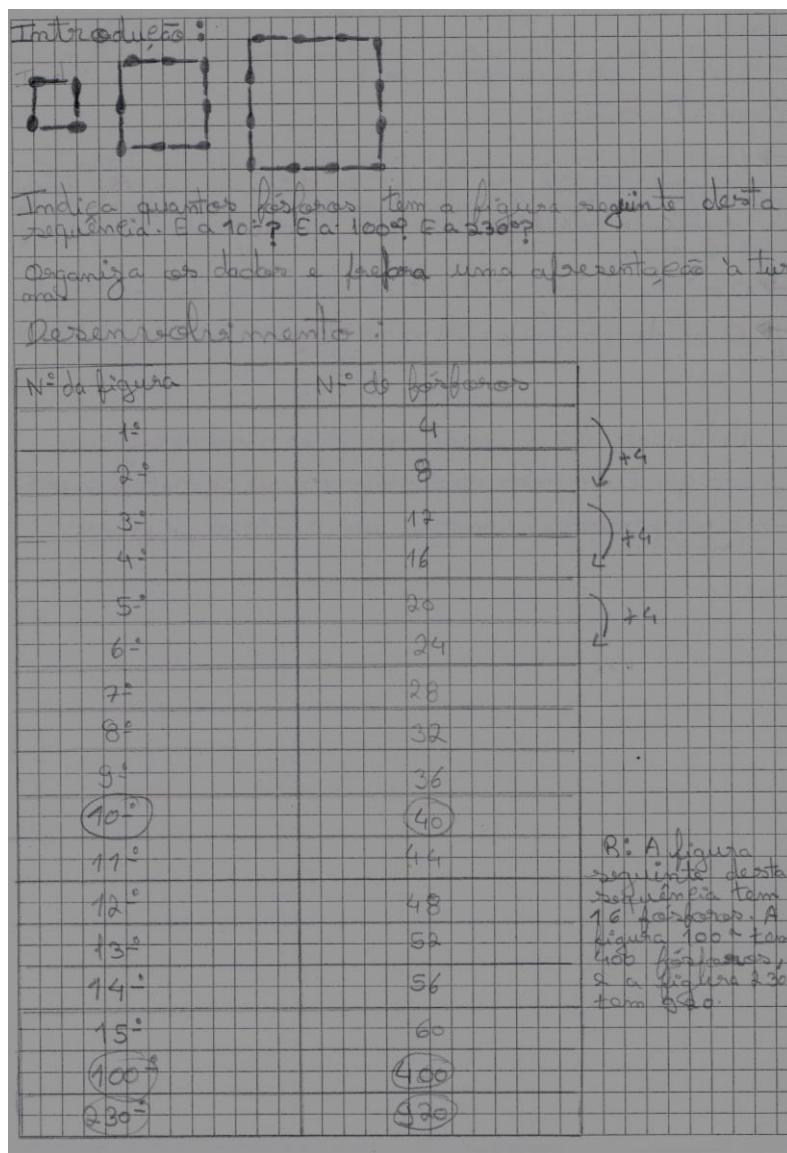 Introdução:
Indica quantos fósforos tem a figura seguinte desta
sequência. E a 10ª? E a 100ª? E a 230ª?
Organiza os dados e prepara uma apresentação à tur
ma
Desenvolvimento:
Nº da figura Nº de fósforos
1º 4
+4
2º 8
3º 12
+4
4º 16
5º 20
+4
6º 24
7º 28
8º 32
9º 36
10º 40
11º 44
12º 48
13º 52
14º 56
15º 60
100º 400
230º 920
R: A figura
seguinte desta
sequência tem
16 fósforos. A
figura 100ª tem
400 fósforos,
e a figura 230
tem 920.